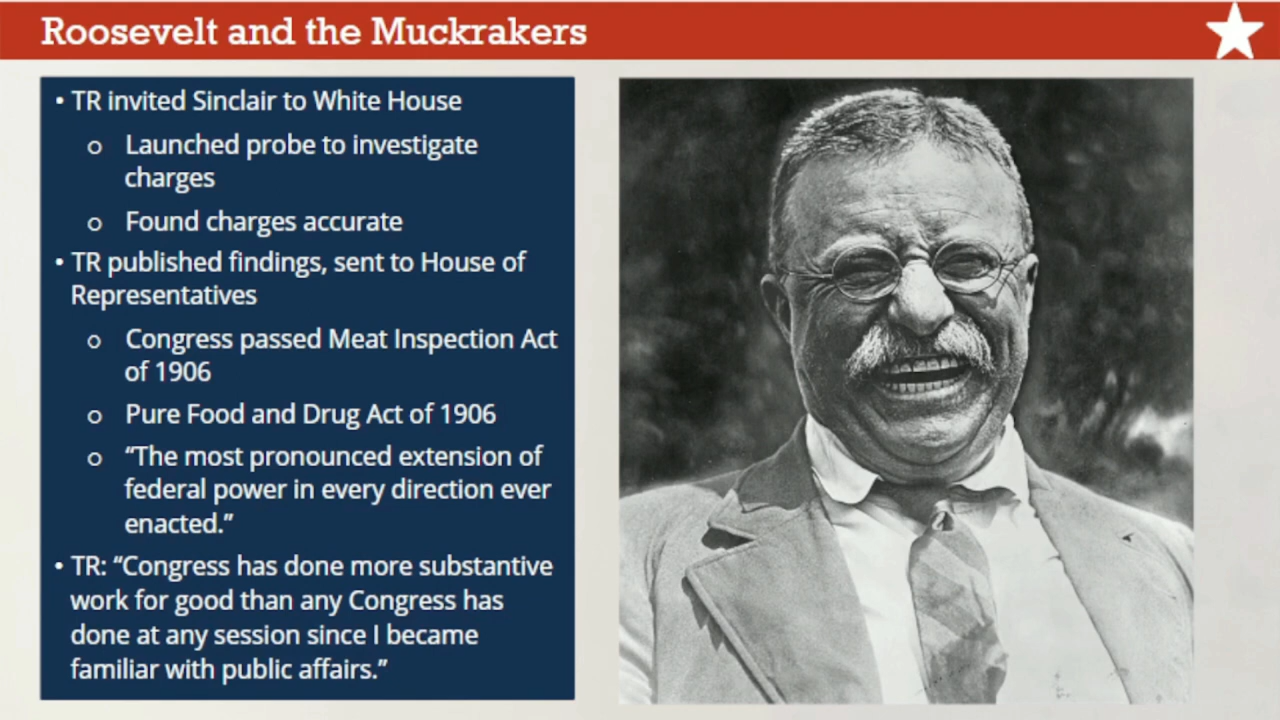 Roosevelt and the Muckrakers
• TR invited Sinclair to White House
o Launched probe to investigate
charges
o Found charges accurate
• TR published findings, sent to House of
Representatives
o Congress passed Meat Inspection Act
of 1906
o Pure Food and Drug Act of 1906
o “The most pronounced extension of
federal power in every direction ever
enacted.”
• TR: “Congress has done more substantive
work for good than any Congress has
done at any session since I became
familiar with public affairs.”